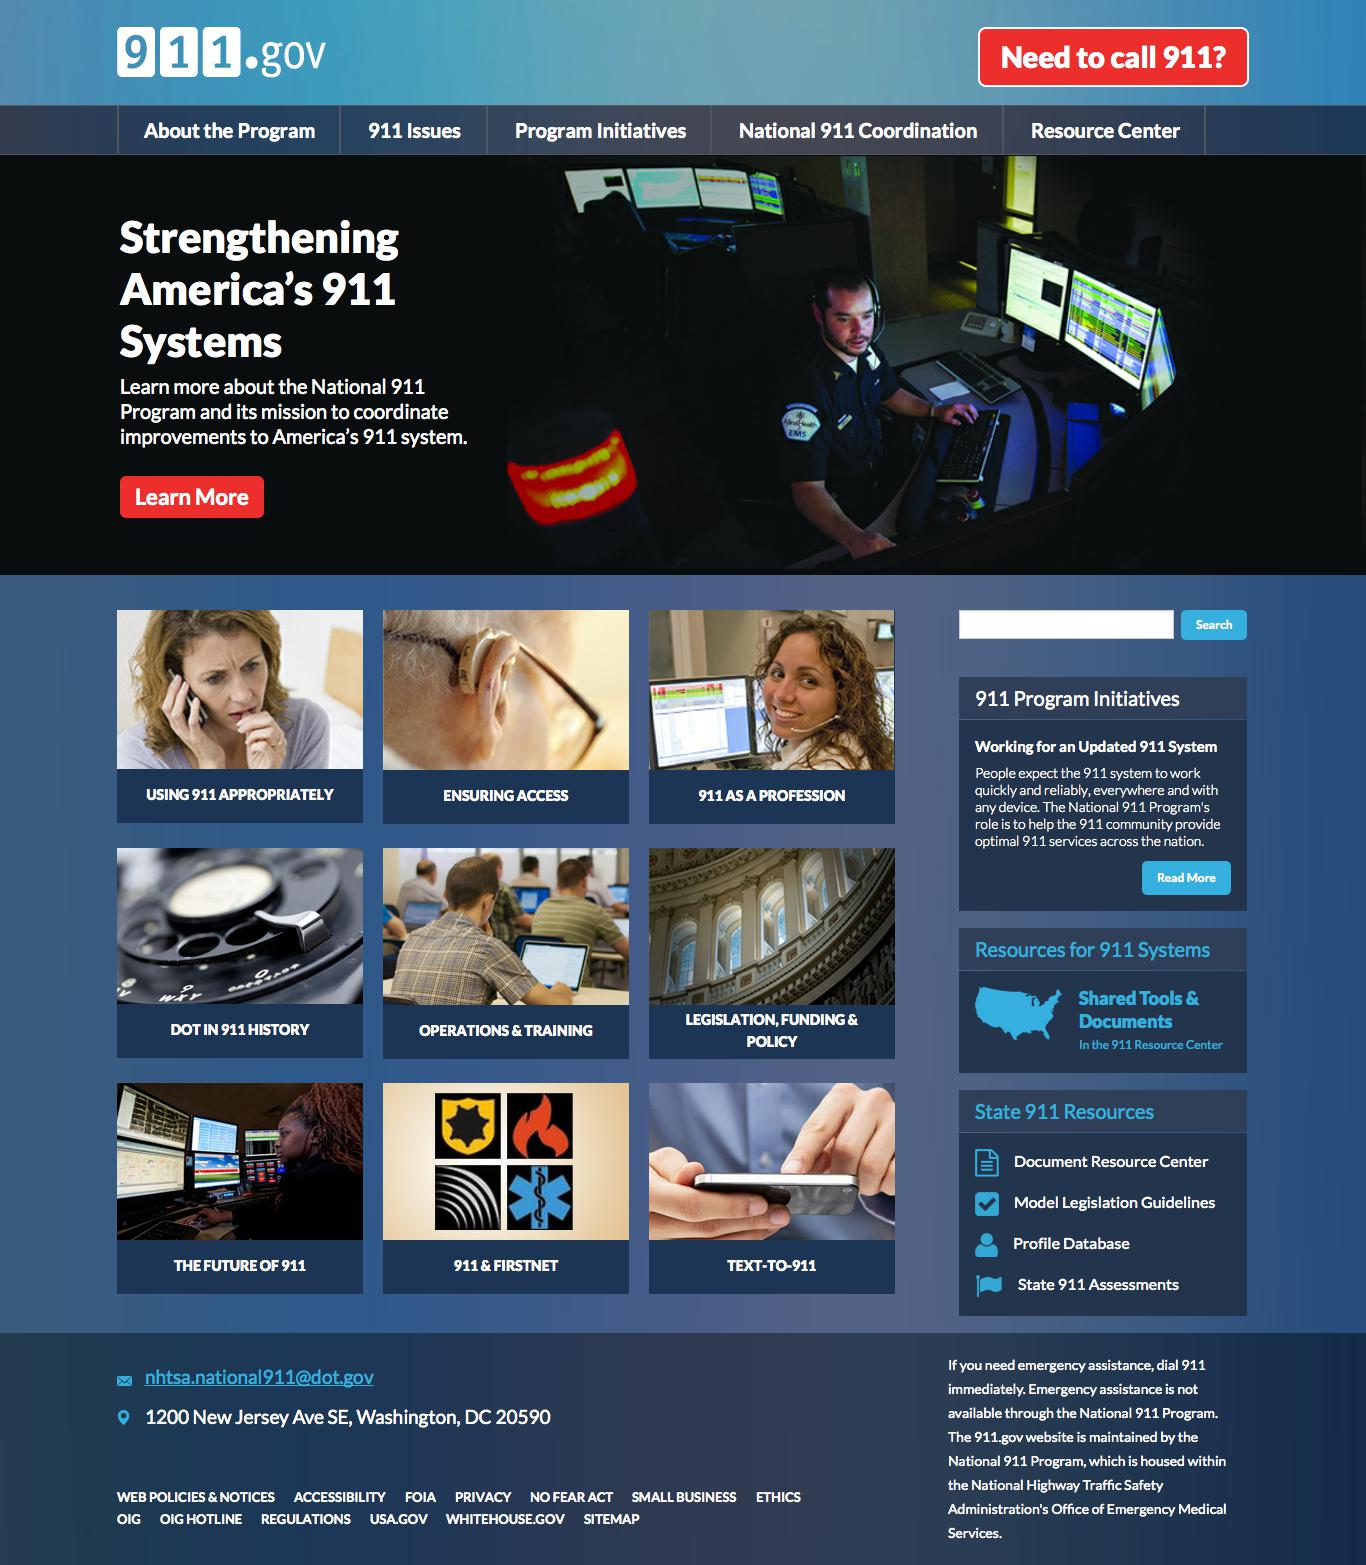 911.gov
Need to call 911?
About the Program
911 Issues
Program Initiatives
National 911 Coordination
Resource Center
Strengthening
America's 911
Systems
Learn more about the National 911
Program and its mission to coordinate
improvements to America's 911 system.
Learn More
EMS
Search
USING 911 APPROPRIATELY
ENSURING ACCESS
911 AS A PROFESSION
WXY
DOT IN 911 HISTORY
OPERATIONS & TRAINING
LEGISLATION, FUNDING &
POLICY
THE FUTURE OF 911
911 & FIRSTNET
TEXT-TO-911
911 Program Initiatives
Working for an Updated 911 System
People expect the 911 system to work
quickly and reliably, everywhere and with
any device. The National 911 Program's
role is to help the 911 community provide
optimal 911 services across the nation.
Read More
Resources for 911 Systems
Shared Tools &
Documents
In the 911 Resource Center
State 911 Resources
Document Resource Center
Model Legislation Guidelines
Profile Database
State 911 Assessments
nhtsa.national911@dot.gov
1200 New Jersey Ave SE, Washington, DC 20590
WEB POLICIES & NOTICES ACCESSIBILITY FOIA PRIVACY NO FEAR ACT SMALL BUSINESS ETHICS
OIG OIG HOTLINE REGULATIONS USA.GOV WHITEHOUSE.GOV SITEMAP
If you need emergency assistance, dial 911
immediately. Emergency assistance is not
available through the National 911 Program.
The 911.gov website is maintained by the
National 911 Program, which is housed within
the National Highway Traffic Safety
Administration's Office of Emergency Medical
Services.